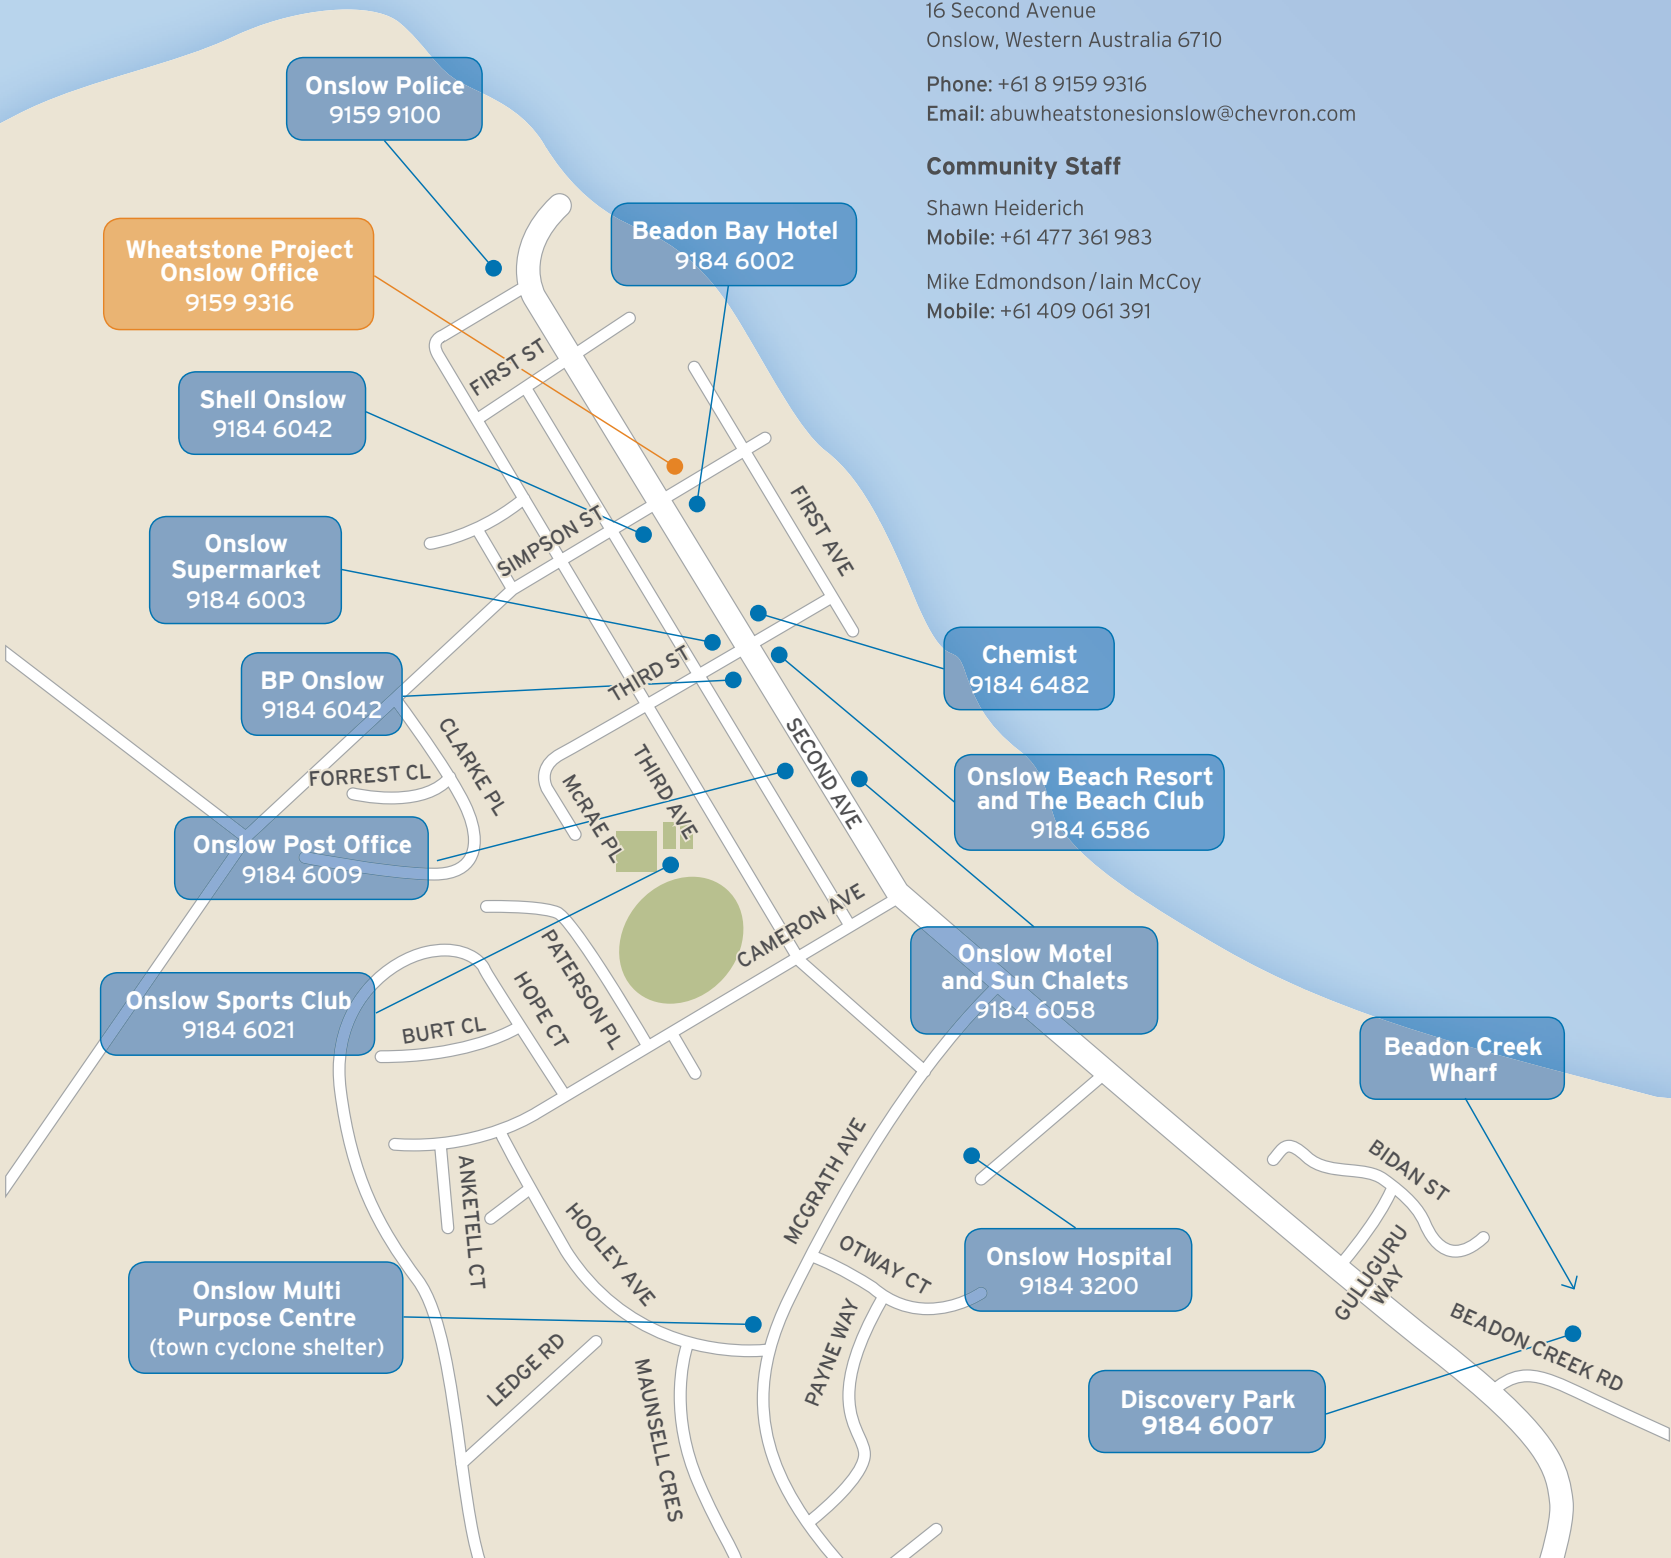 16 Second Avenue
Onslow, Western Australia 6710
Phone: +61 8 9159 9316
Email: abuwheatstonesionslow@chevron.com
Community Staff
Shawn Heiderich
Mobile: +61 477 361 983
Mike Edmondson / Iain McCoy
Mobile: +61 409 061 391
Onslow Police
9159 9100
Wheatstone Project
Onslow Office
9159 9316
Beadon Bay Hotel
9184 6002
FIRST ST
Shell Onslow
9184 6042
SIMPSON ST
FIRST AVE
Onslow
Supermarket
9184 6003
THIRD ST
Chemist
9184 6482
BP Onslow
9184 6042
CLARKE PL
FORREST CL
McRAE PL
THIRD AVE
SECOND AVE
Onslow Beach Resort
and The Beach Club
9184 6586
Onslow Post Office
9184 6009
CAMERON AVE
PATERSON PL
HOPE CT
BURT CL
Onslow Sports Club
9184 6021
Onslow Motel
and Sun Chalets
9184 6058
Beadon Creek
Wharf
ANKETELL CT
HOOLEY AVE
MCGRATH AVE
OTWAY CT
PAYNE WAY
Onslow Hospital
9184 3200
BIDAN ST
GULUGURU
WAY
BEADON CREEK RD
Onslow Multi
Purpose Centre
(town cyclone shelter)
LEDGE RD
MAUNSELL CRES
Discovery Park
9184 6007